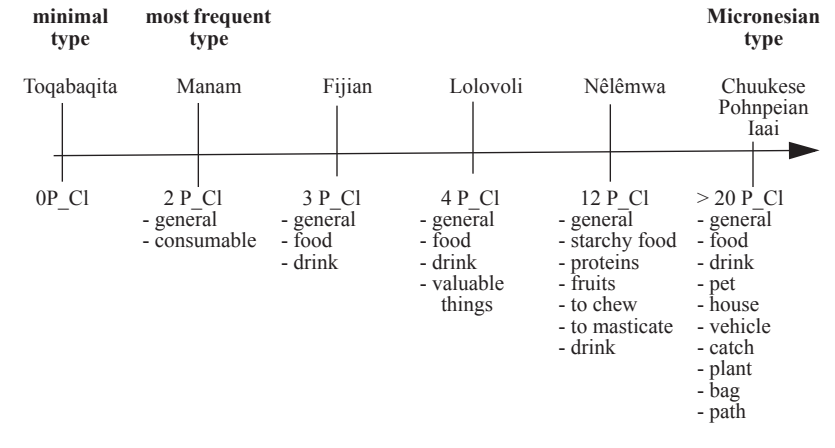 minimal type
most frequent type
Micronesian type
Toqabaqita
Manam
Fijian
Lolovoli
Nêlêmwa
Chuukese
Pohnpeian
Iaai
0P_Cl
2 P_Cl
- general
- consumable
3 P_Cl
- general
- food
- drink
4 P_Cl
- general
- food
- drink
- valuable
things
12 P_Cl
- general
- starchy food
- proteins
- fruits
- to chew
- to masticate
- drink
> 20 P_Cl
- general
- food
- drink
- pet
- house
- vehicle
- catch
- plant
- bag
- path